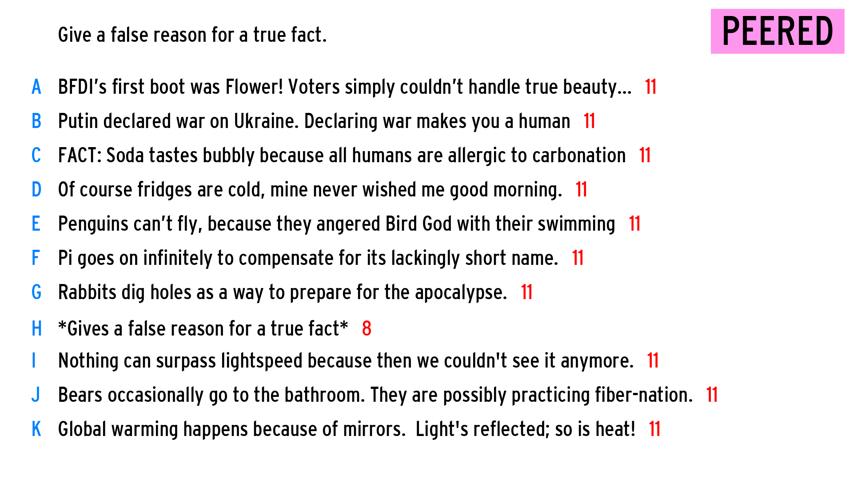 Give a false reason for a true fact.
PEERED
A BFDI's first boot was Flower! Voters simply couldn't handle true beauty... 11
B Putin declared war on Ukraine. Declaring war makes you a human 11
C FACT: Soda tastes bubbly because all humans are allergic to carbonation 11
D Of course fridges are cold, mine never wished me good morning. 11
E Penguins can't fly, because they angered Bird God with their swimming 11
F Pi goes on infinitely to compensate for its lackingly short name. 11
G Rabbits dig holes as a way to prepare for the apocalypse. 11
H *Gives a false reason for a true fact* 8
I Nothing can surpass lightspeed because then we couldn't see it anymore. 11
J Bears occasionally go to the bathroom. They are possibly practicing fiber-nation. 11
K Global warming happens because of mirrors.  Light's reflected; so is heat! 11